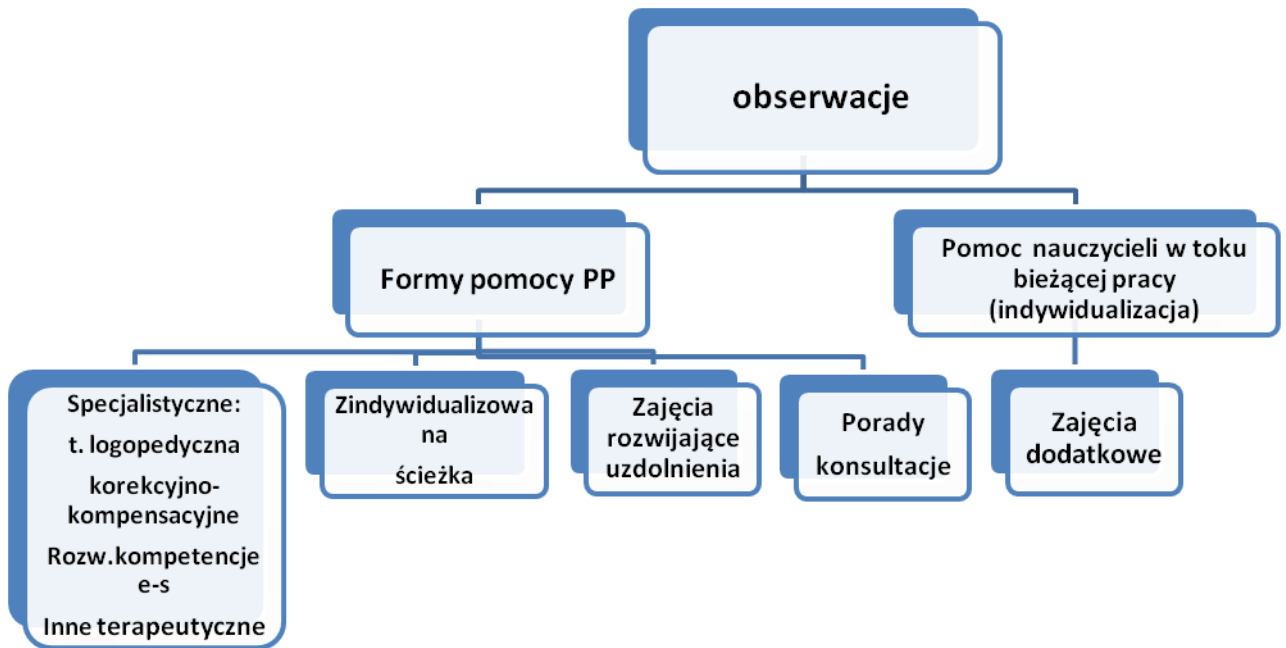 obserwacje
Formy pomocy PP
Pomoc nauczycieli w toku
bieżącej pracy
(indywidualizacja)
Specjalistyczne:
t. logopedyczna
korekcyjno-
kompensacyjne
Rozw.kompetencje
e-s
Inne terapeutyczne
Zindywidualizowa
na
ścieżka
Zajęcia
rozwijające
uzdolnienia
Porady
konsultacje
Zajęcia
dodatkowe